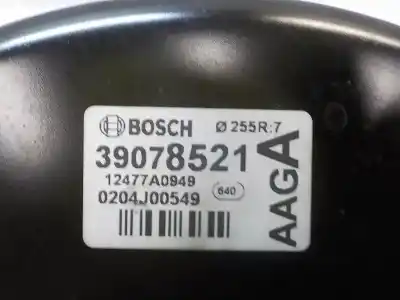 BOSCH Ø 255R:7
39078521
12477A0949
640
0204J00549
AAGA